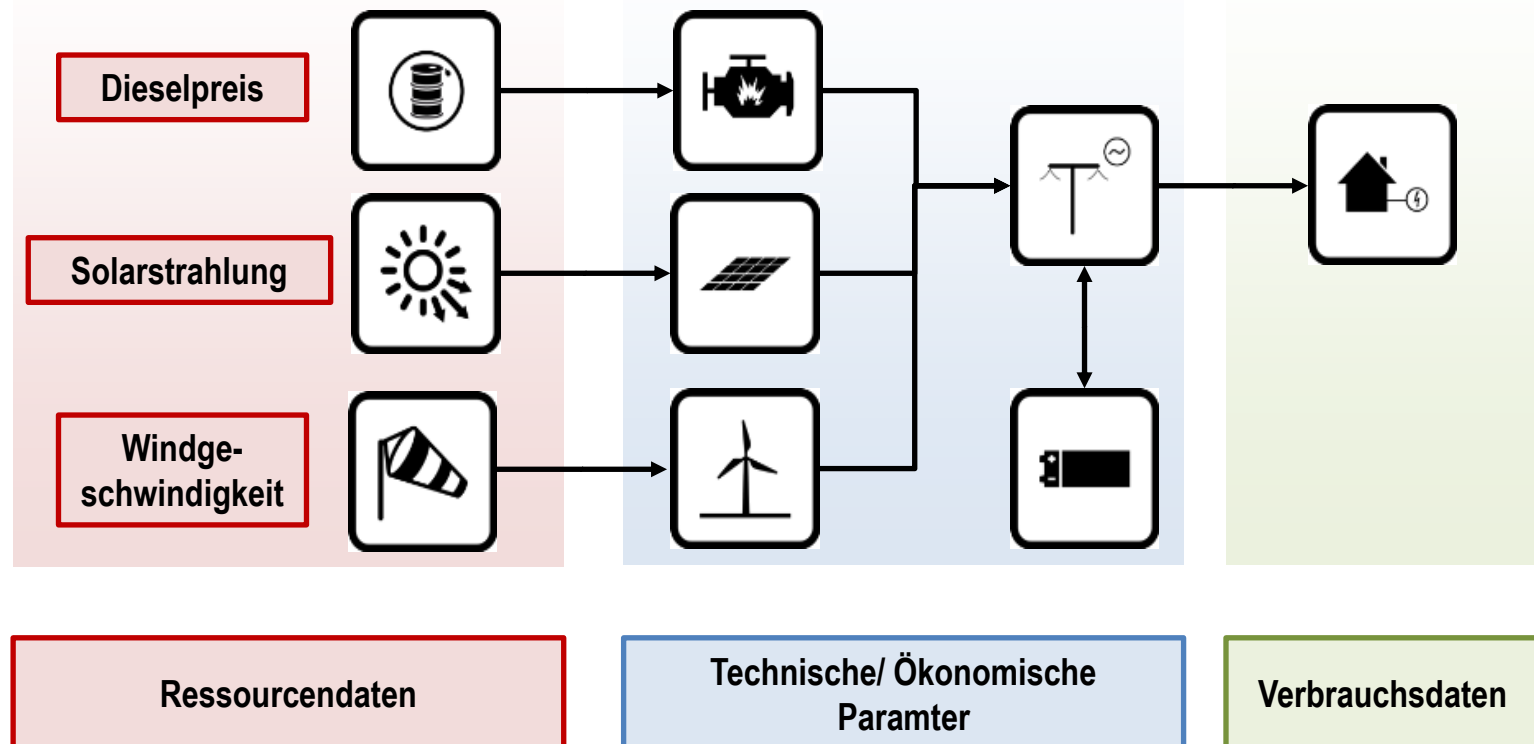 Dieselpreis
Solarstrahlung
Windge-
schwindigkeit
Ressourcendaten
Technische/ Ökonomische
Paramter
Verbrauchsdaten